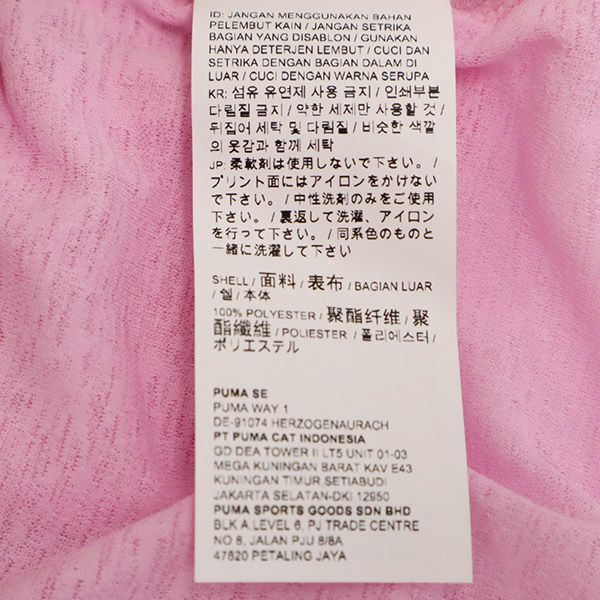 ID: JANGAN MENGGUNAKAN BAHAN
PELEMBUT KAIN / JANGAN SETRIKA
BAGIAN YANG DISABLON / GUNAKAN
HANYA DETERJEN LEMBUT / CUCI DAN
SETRIKA DENGAN BAGIAN DALAM DI
LUAR / CUCI DENGAN WARNA SERUPA
KR: 섬유 유연제 사용 금지 / 인쇄부분
다림질 금지 / 약한 세제만 사용할 것 /
뒤집어 세탁 및 다림질 / 비슷한 색깔
의 옷감과 함께 세탁
JP: 柔軟剤は使用しないで下さい。 /
プリント面にはアイロンをかけない
で下さい。 / 中性洗剤のみをご使用
下さい。 / 裏返して洗濯、アイロン
を行って下さい。 / 同系色のものと
一緒に洗濯して下さい
SHELL / 面料 / 表布 / BAGIAN LUAR
/ 쉘 / 本体
100% POLYESTER / 聚酯纤维 / 聚
酯纖維 / POLIESTER / 폴리에스터 /
ポリエステル
PUMA SE
PUMA WAY 1
DE-91074 HERZOGENAURACH
PT PUMA CAT INDONESIA
GD DEA TOWER II LT5 UNIT 01-03
MEGA KUNINGAN BARAT KAV E43
KUNINGAN TIMUR SETIABUDI
JAKARTA SELATAN-DKI 12950
PUMA SPORTS GOODS SDN BHD
BLK A LEVEL 6, PJ TRADE CENTRE
NO 8, JALAN PJU 8/8A
47820 PETALING JAYA